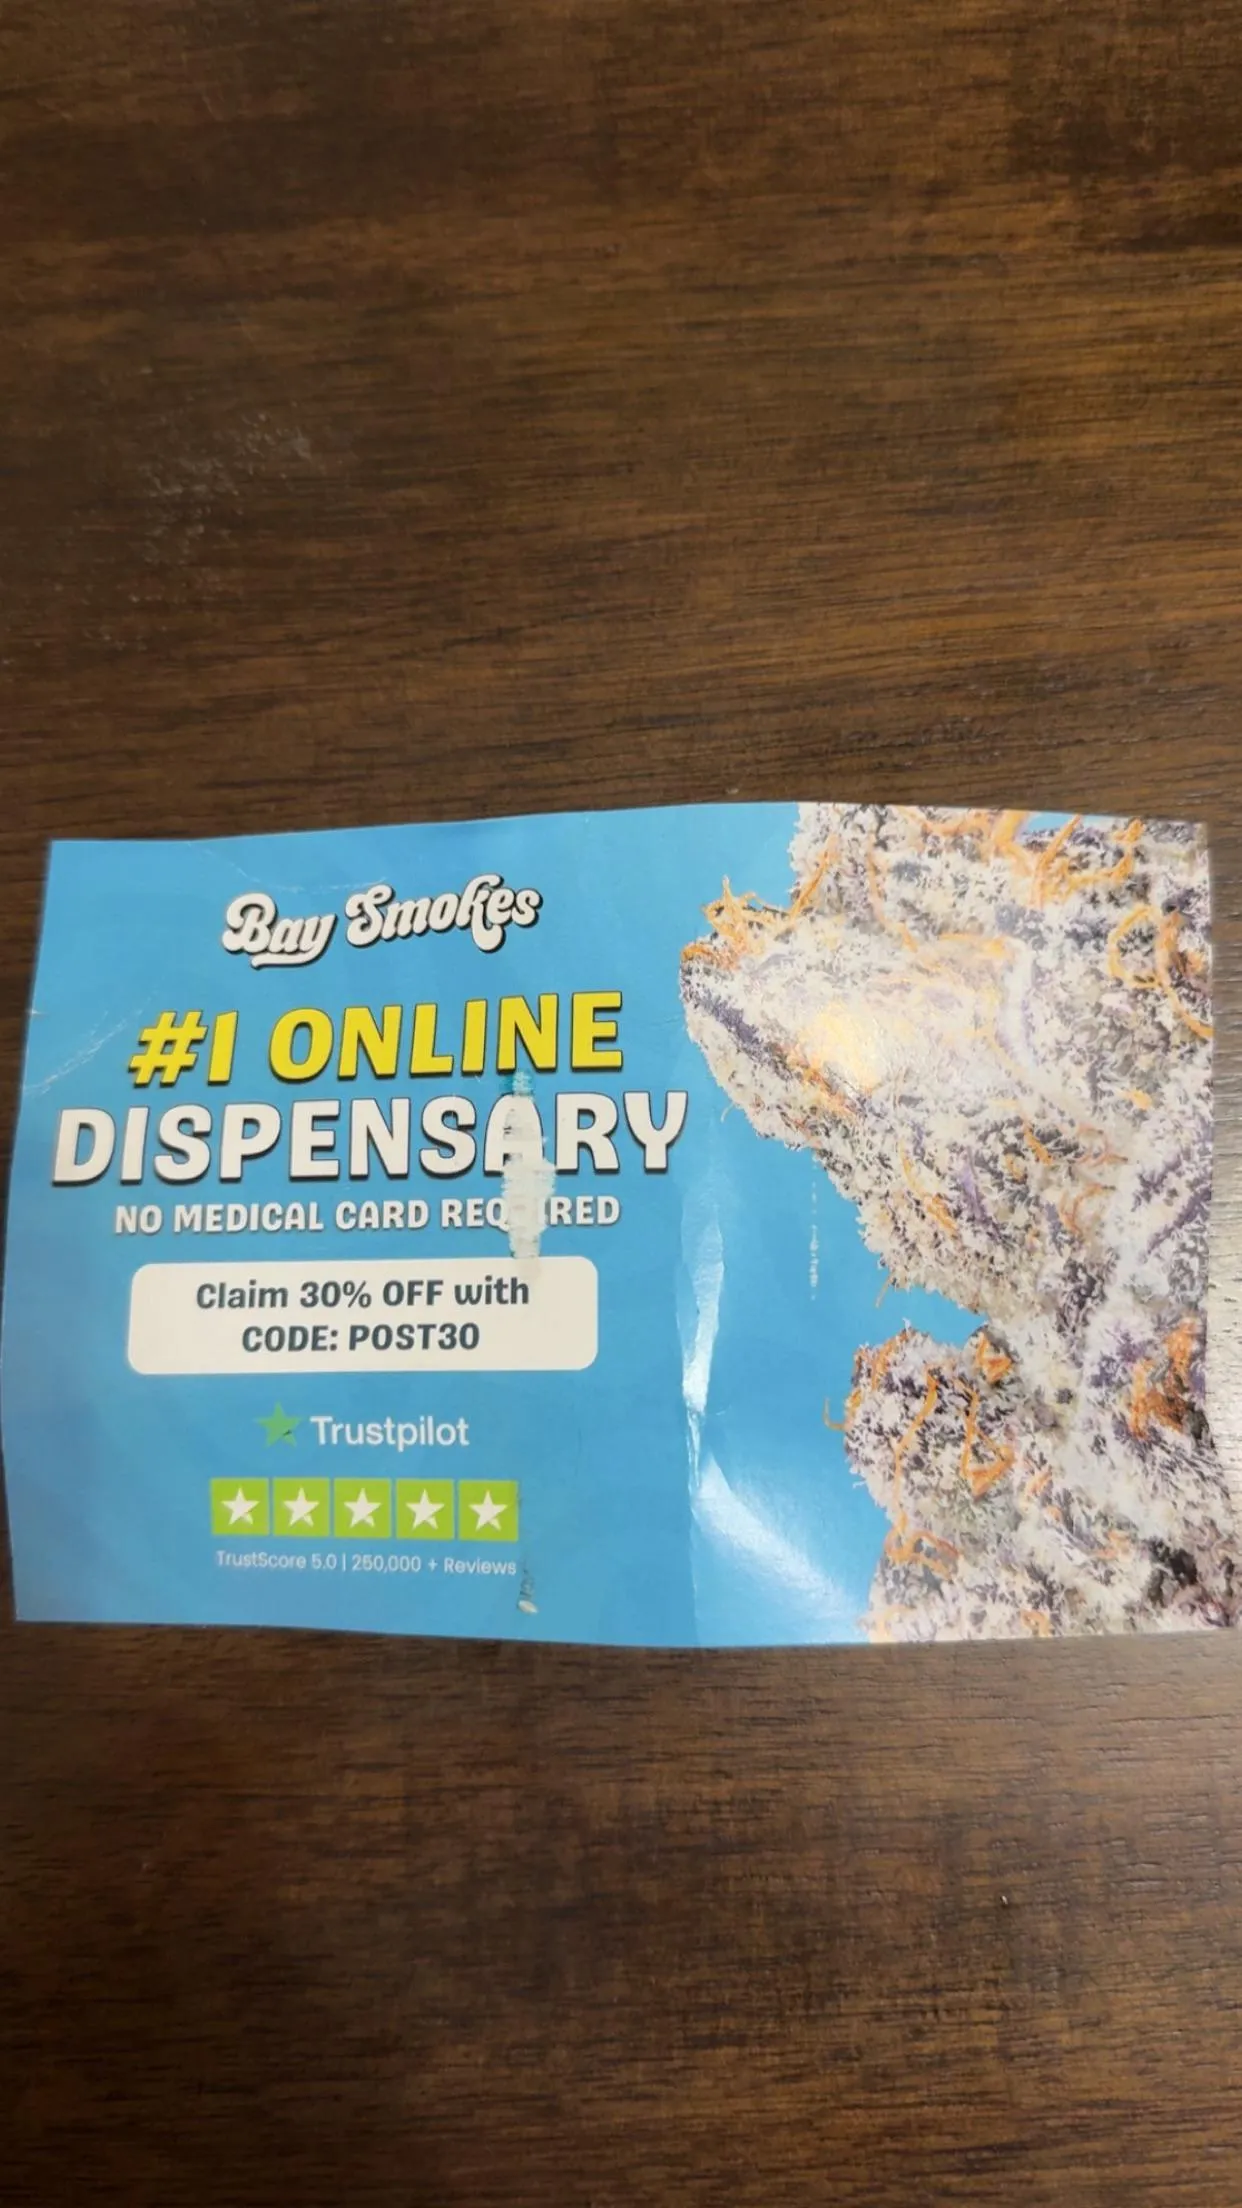 Bay Smokes
#1 ONLINE
DISPENSARY
NO MEDICAL CARD REQUIRED
Claim 30% OFF with
CODE: POST30
Trustpilot
TrustScore 5.0 | 250,000 + Reviews